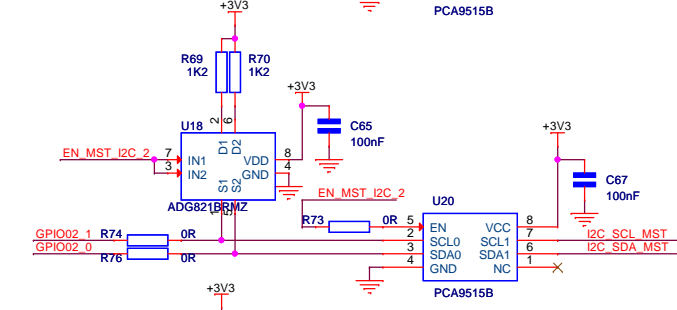 +3V3
PCA9515B
R69
1K2
R70
1K2
+3V3
2
6
U18
C65
100nF
+3V3
D1
D2
EN_MST_I2C_2
7
IN1
VDD
8
3
IN2
GND
4
S1
S2
C67
100nF
EN_MST_I2C_2
U20
1
5
ADG821BRMZ
R73
0R
5
EN
VCC
8
GPIO02_1
R74
0R
2
SCL0
SCL1
7
I2C_SCL_MST
GPIO02_0
R76
0R
3
SDA0
SDA1
6
I2C_SDA_MST
4
GND
NC
1
+3V3
PCA9515B